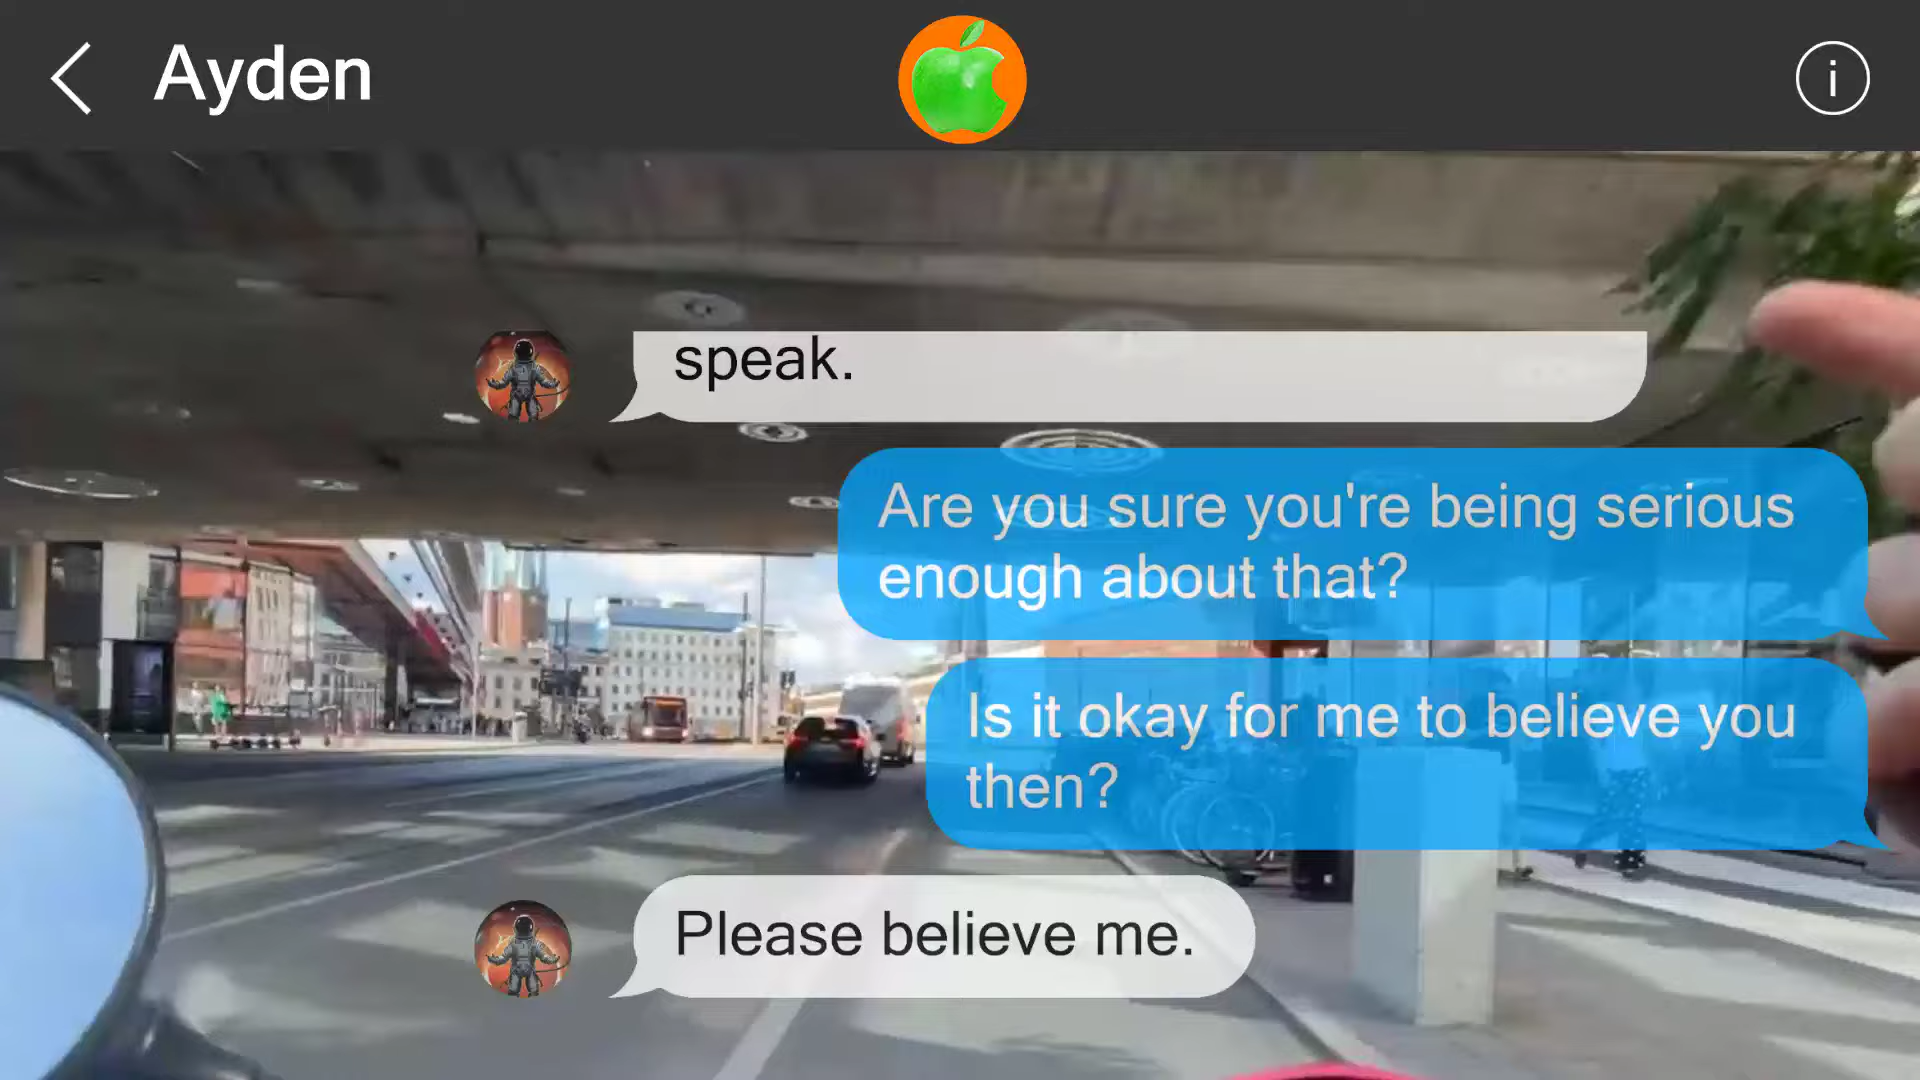 Ayden
speak.
Are you sure you're being serious
enough about that?
Is it okay for me to believe you
then?
Please believe me.